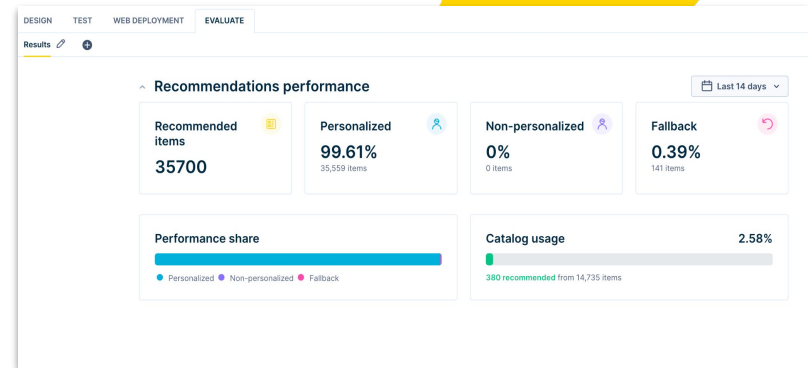 DESIGN TEST WEB DEPLOYMENT EVALUATE
Results
Recommendations performance
Last 14 days
Recommended
items
35700
Personalized
99.61%
35,559 items
Non-personalized
0%
0 items
Fallback
0.39%
141 items
Performance share
Personalized Non-personalized Fallback
Catalog usage 2.58%
380 recommended from 14,735 items